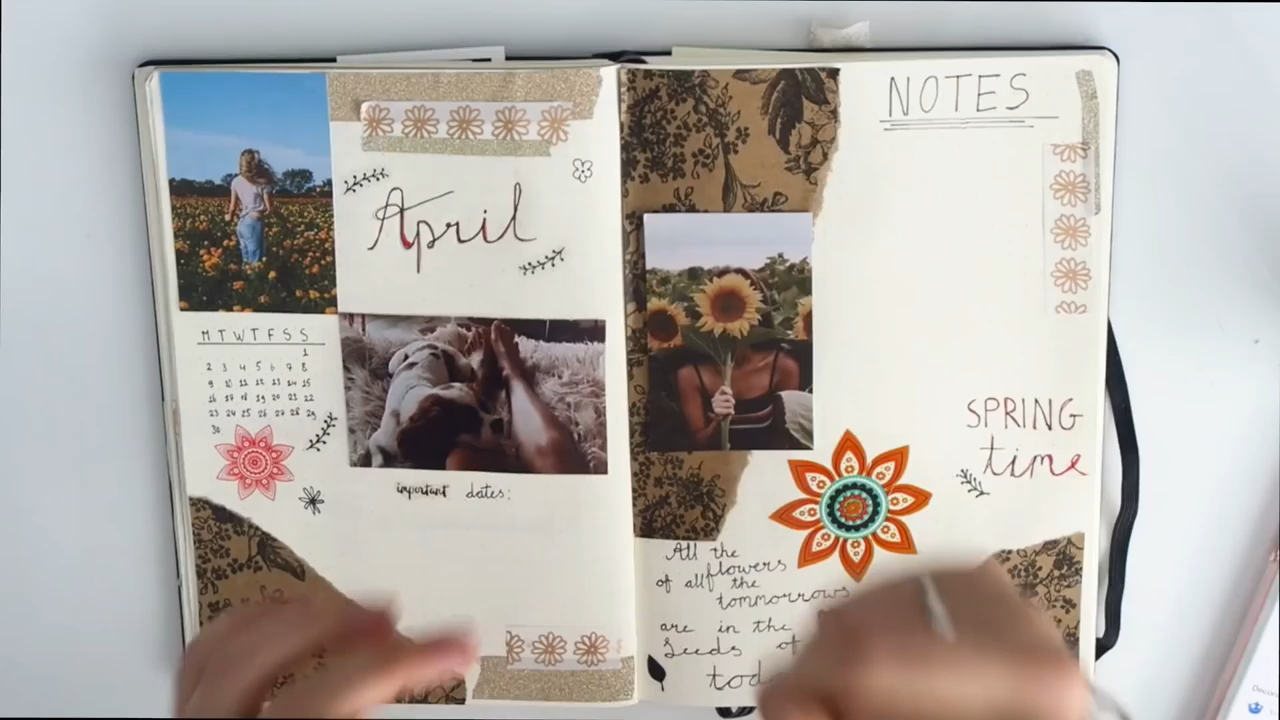 April
M T W T F S S
1
2 3 4 5 6 7 8
9 10 11 12 13 14 15
16 17 18 19 20 21 22
23 24 25 26 27 28 29
30
important dates:
NOTES
SPRING
time
All the
flowers
of all the
tommorrows
are in the
Seeds of
tod